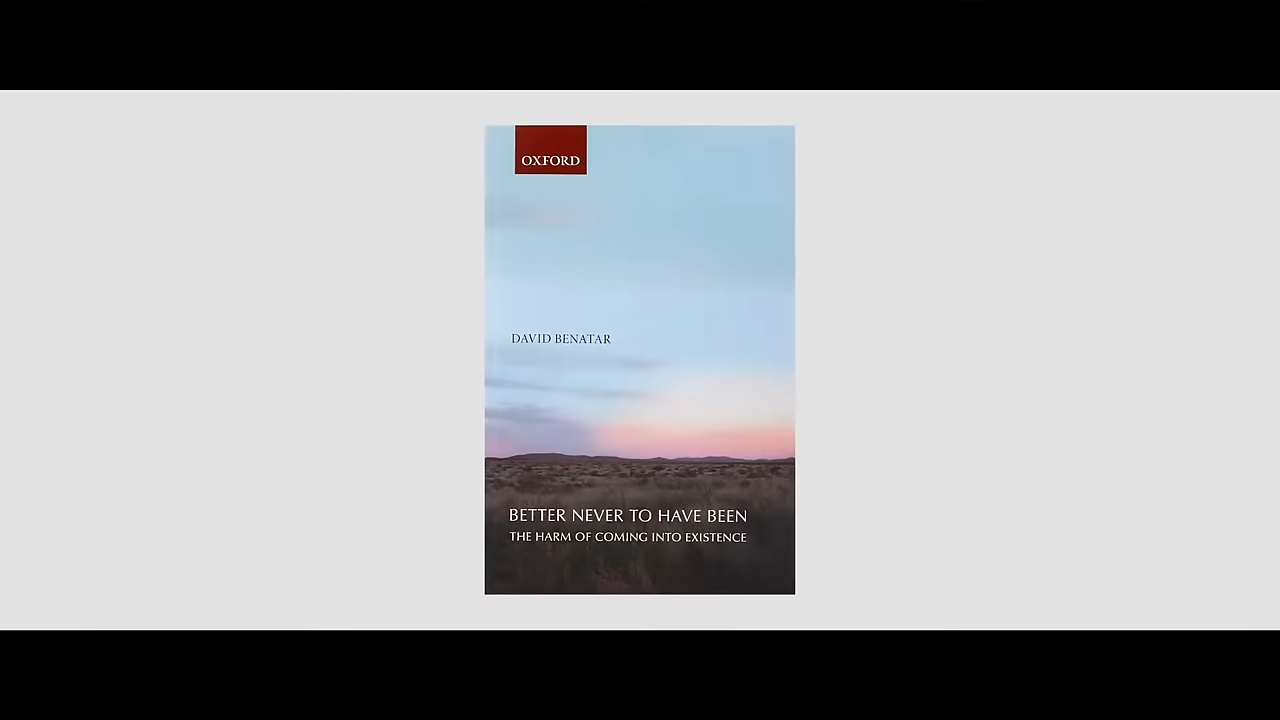 OXFORD
DAVID BENATAR
BETTER NEVER TO HAVE BEEN
THE HARM OF COMING INTO EXISTENCE